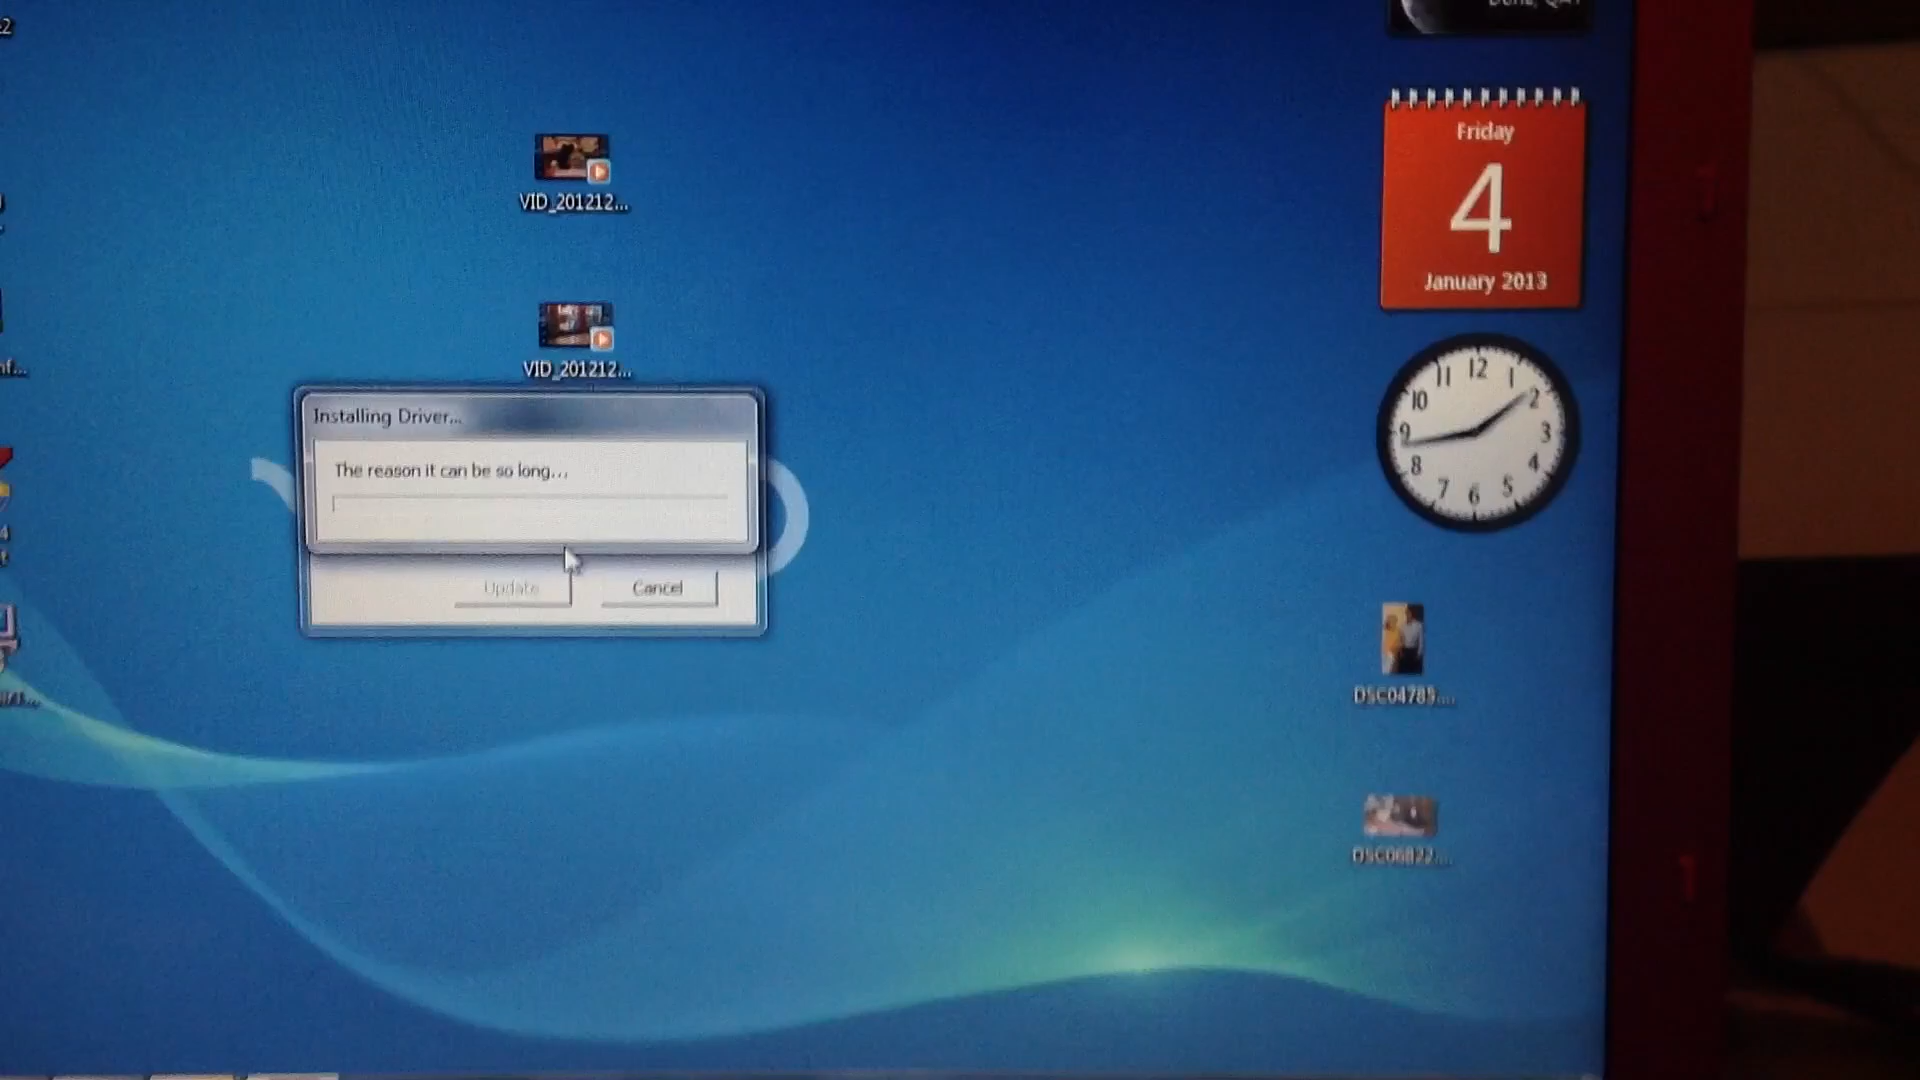 Friday
4
January 2013
VID_201212...
VID_201212...
Installing Driver...
The reason it can be so long...
Update
Cancel
12
1
2
3
4
5
6
7
8
9
10
11
DSC04785....
DSC06822....